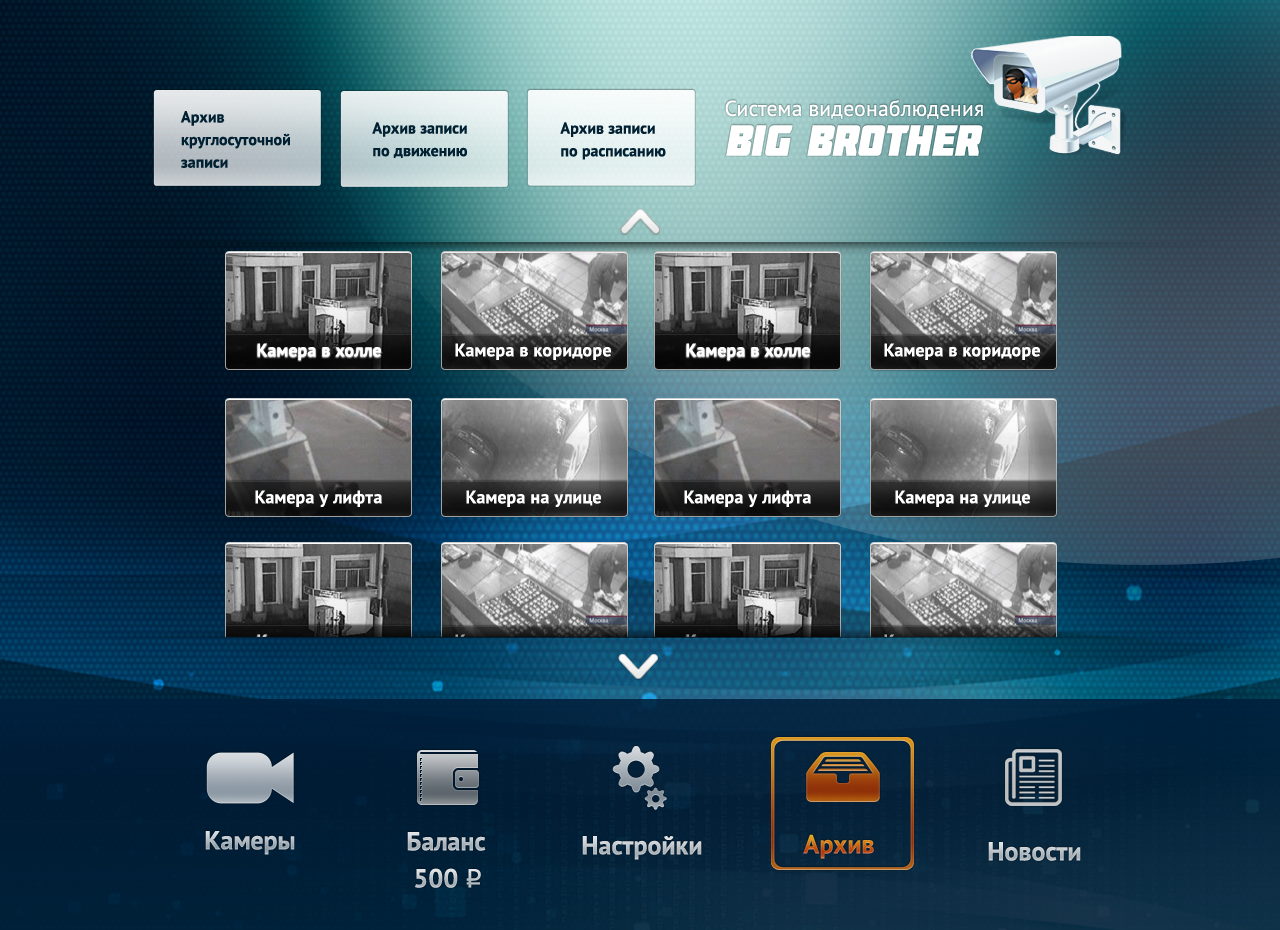 Архив
круглосуточной
записи
Архив записи
по движению
Архив записи
по расписанию
Система видеонаблюдения
BIG BROTHER
Москва
Москва
Камера в холле
Камера в коридоре
Камера в холле
Камера в коридоре
Камера у лифта
Камера на улице
Камера у лифта
Камера на улице
Москва
Москва
Камеры
Баланс
500 ₽
Настройки
Архив
Новости